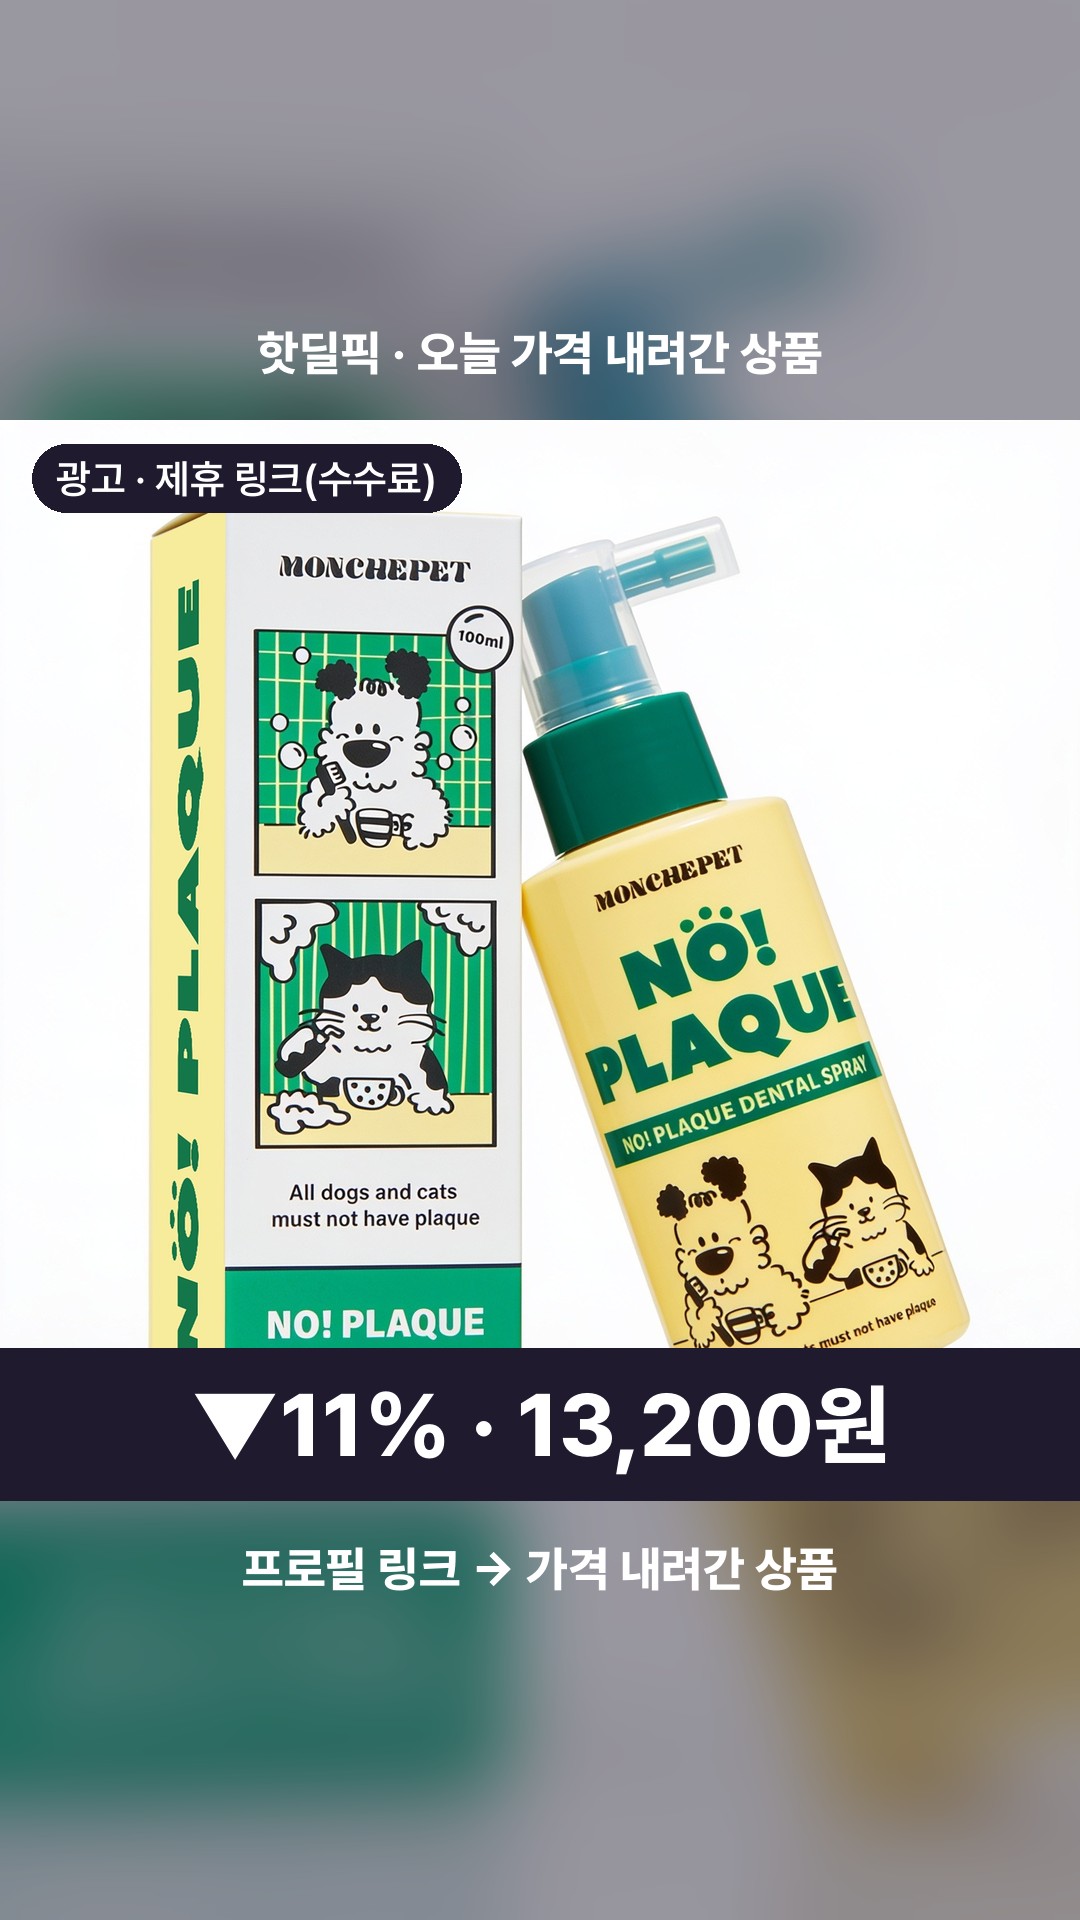 핫딜픽 · 오늘 가격 내려간 상품
광고 · 제휴 링크(수수료)
MONCHEPET
100ml
NO! PLAQUE
All dogs and cats
must not have plaque
NO! PLAQUE
MONCHEPET
NO!
PLAQUE
NO! PLAQUE DENTAL SPRAY
must not have plaque
▼11% · 13,200원
프로필 링크 → 가격 내려간 상품